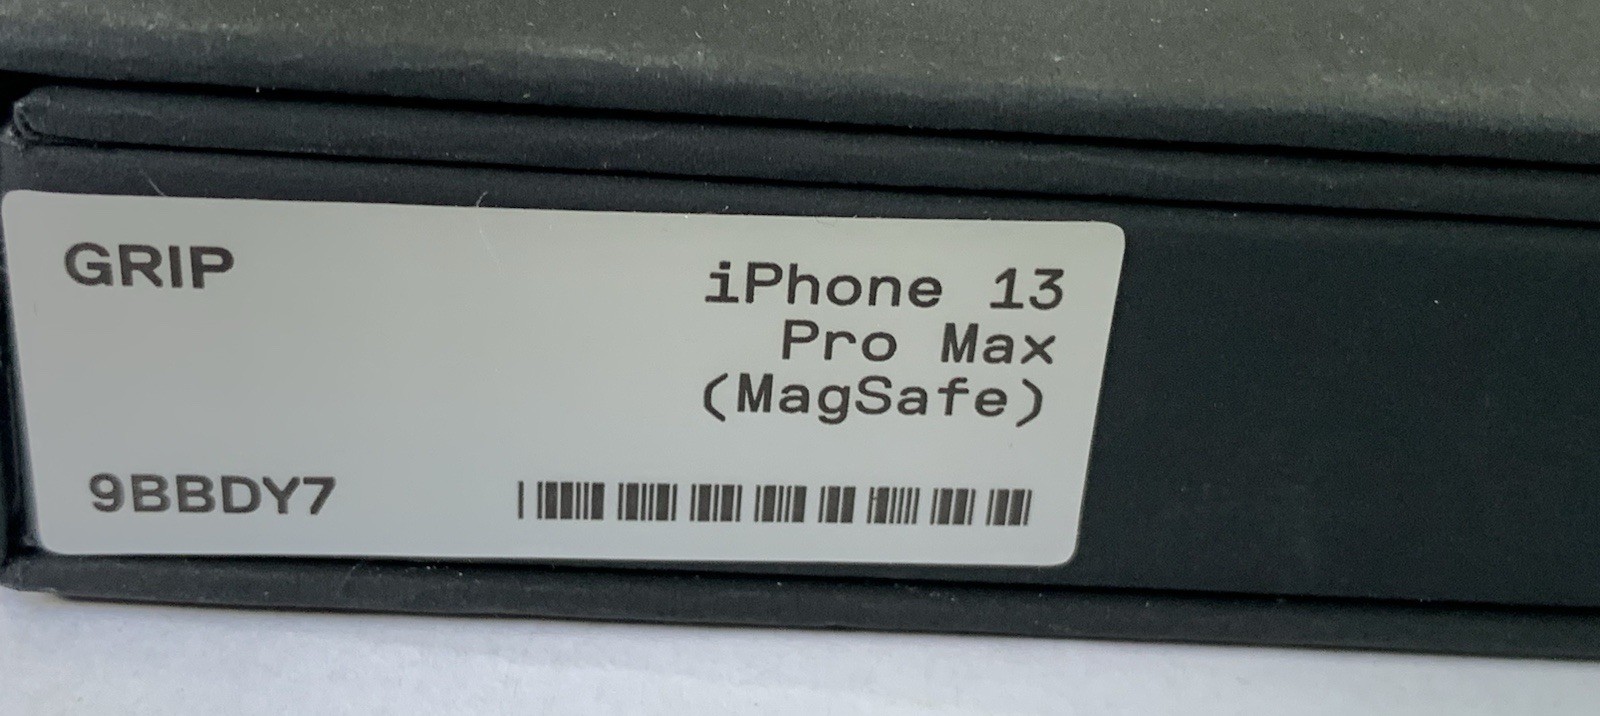 GRIP
iPhone 13
Pro Max
(MagSafe)
9BBDY7